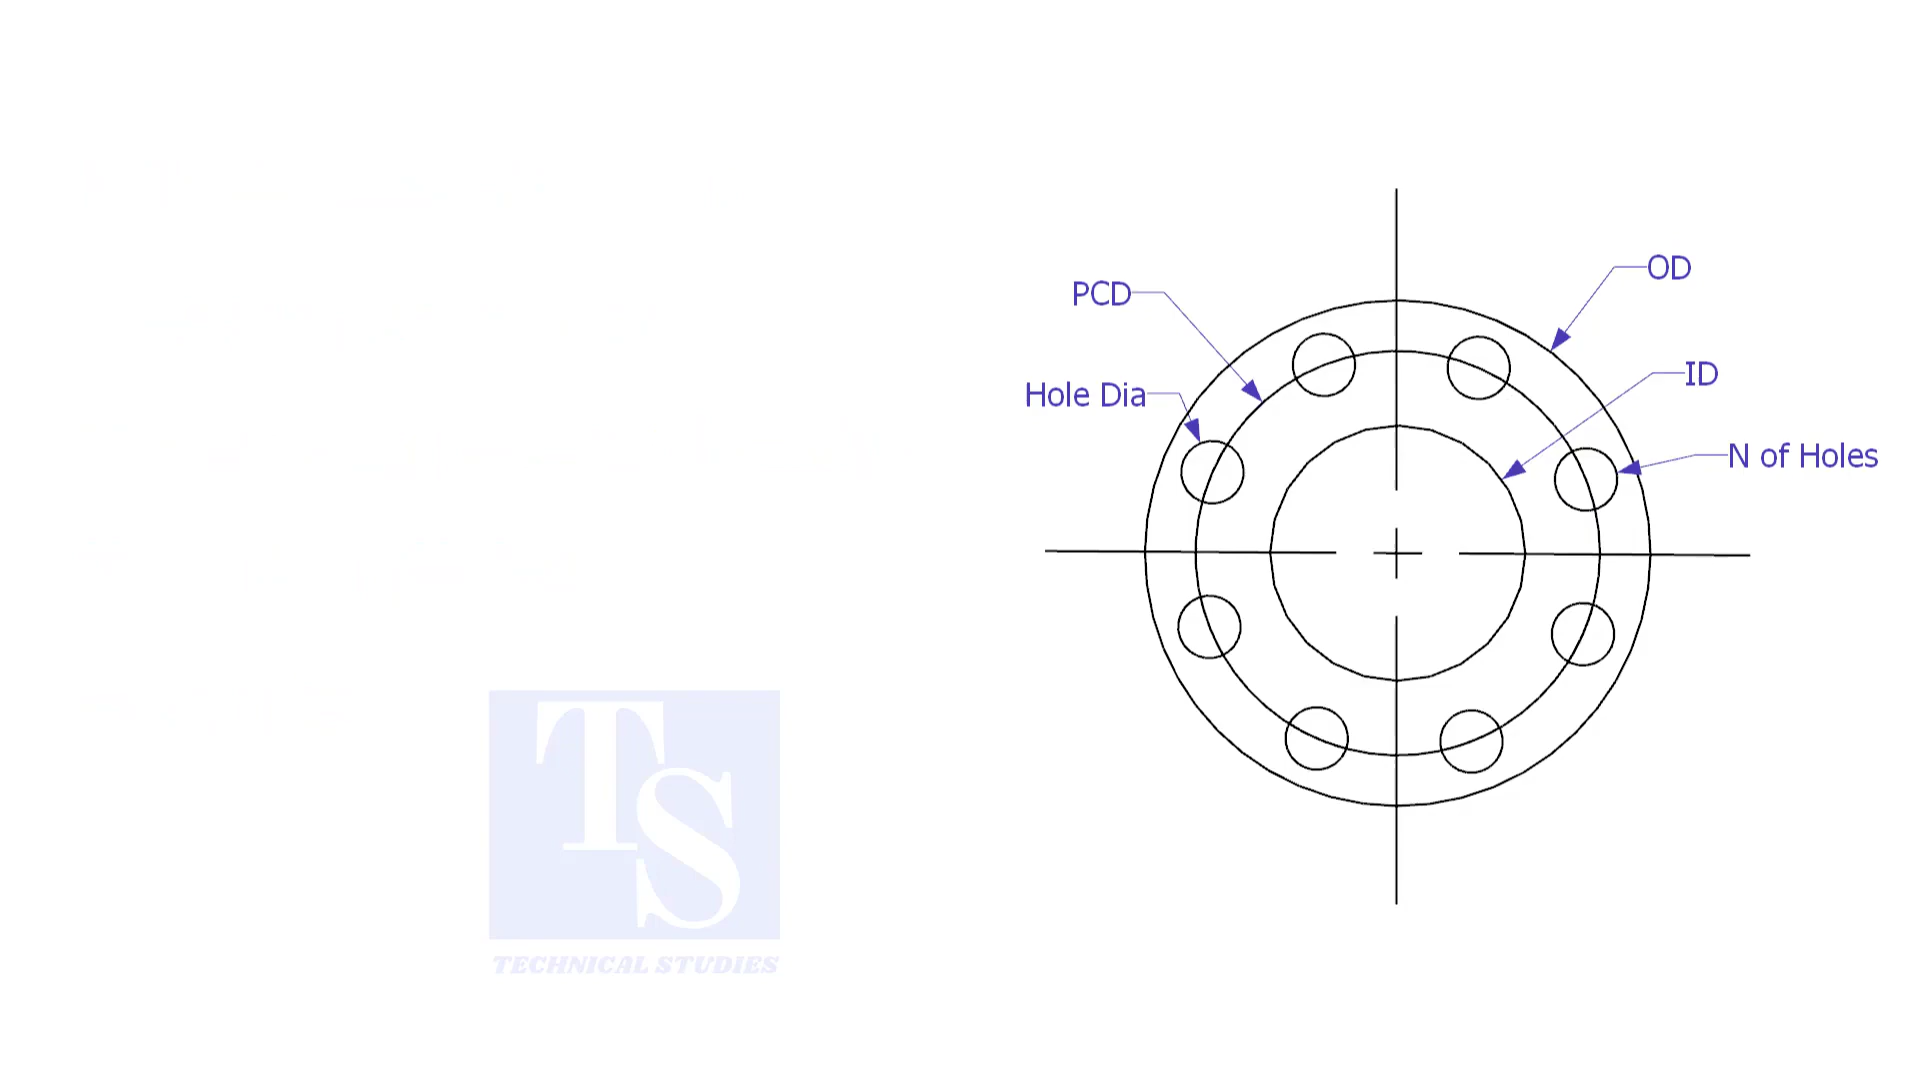 OD
PCD
ID
Hole Dia
N of Holes
TS
TECHNICAL STUDIES